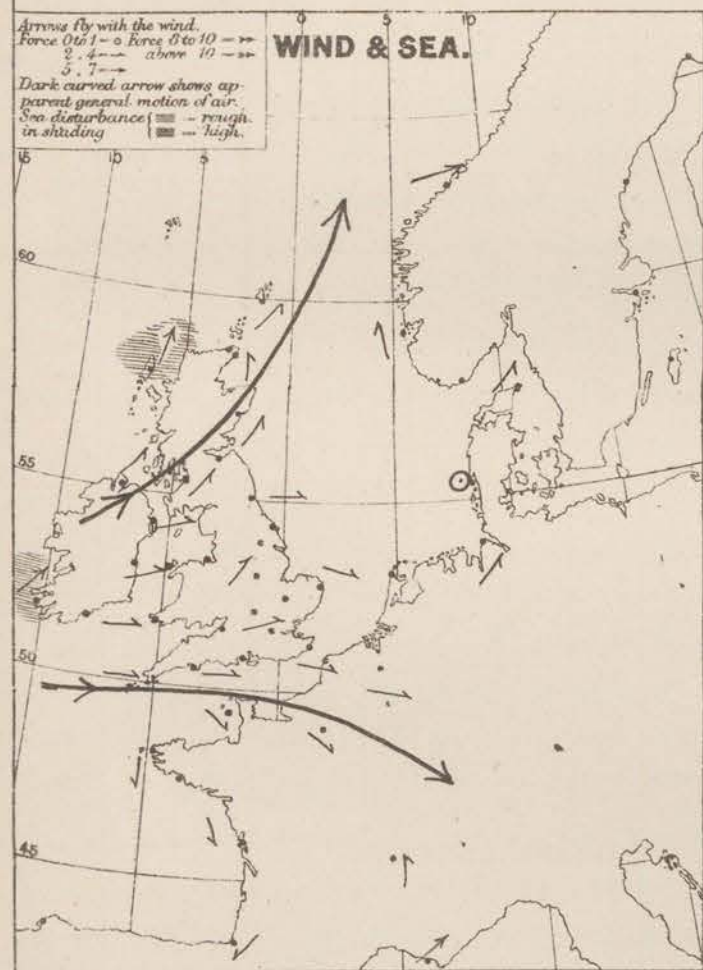 Arrows fly with the wind.
Force 0 to 1 – o Force 8 to 10 –
2 . 4 – above 10 –
5 . 7 –
Dark curved arrow shows ap-
parent general motion of air.
Sea disturbance { – rough.
in shading { – high.
WIND & SEA.
5 0 5 10
15 10 5
60
55
50
45